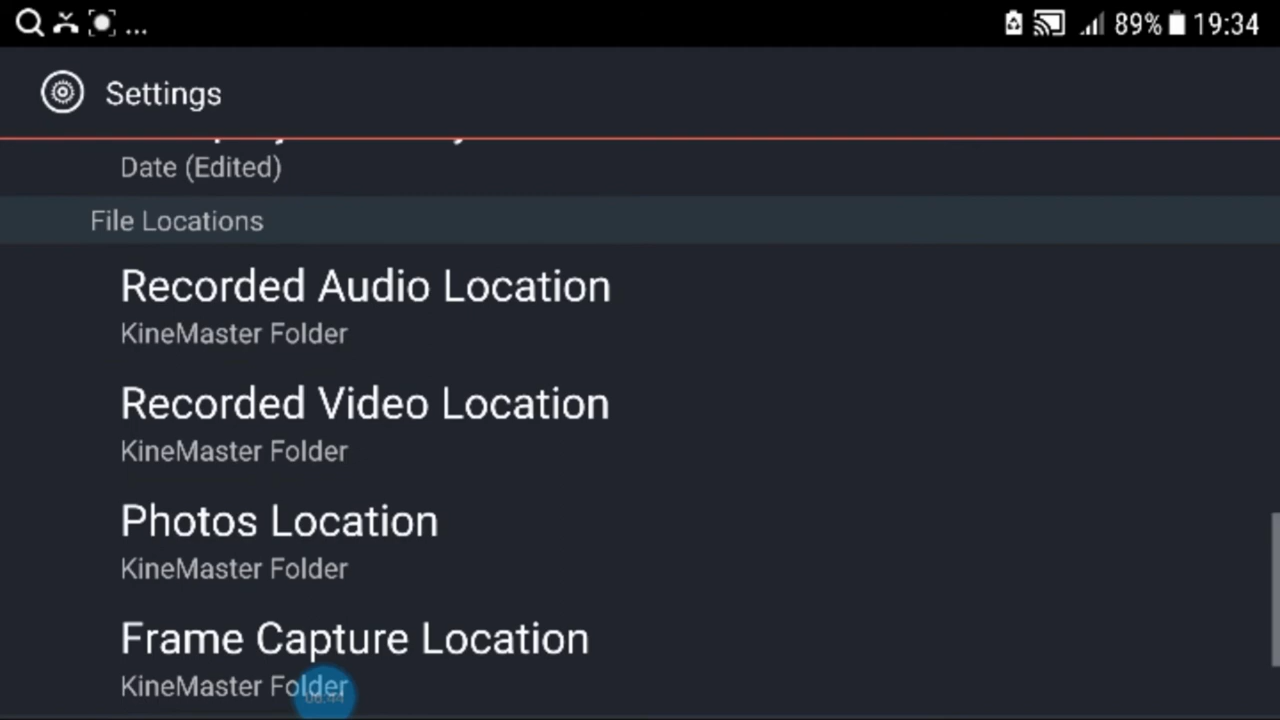 ... 89% 19:34
Settings
Date (Edited)
File Locations
Recorded Audio Location
KineMaster Folder
Recorded Video Location
KineMaster Folder
Photos Location
KineMaster Folder
Frame Capture Location
KineMaster Folder